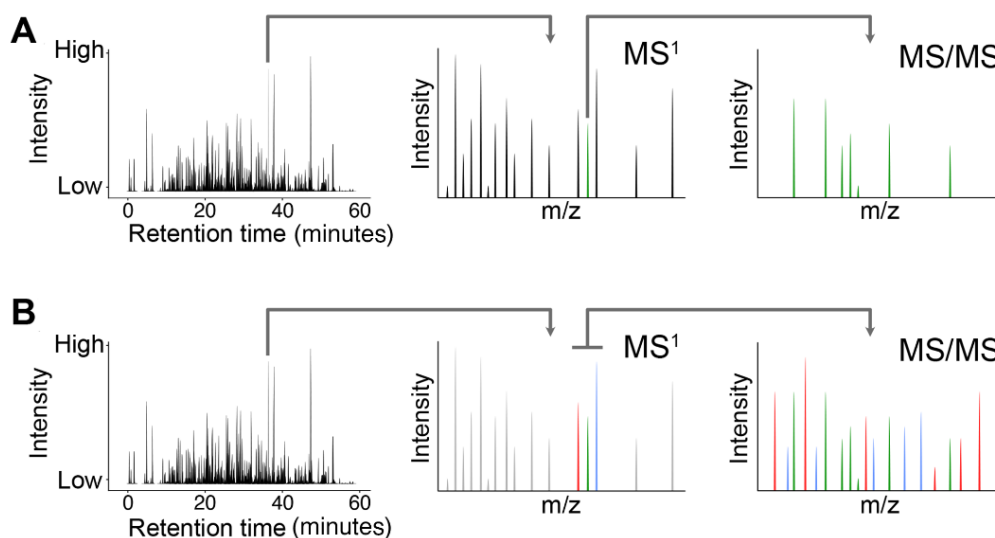 A
Intensity
High
Low
0 20 40 60
Retention time (minutes)
Intensity
MS¹
m/z
Intensity
MS/MS
m/z
B
Intensity
High
Low
0 20 40 60
Retention time (minutes)
Intensity
MS¹
m/z
Intensity
MS/MS
m/z